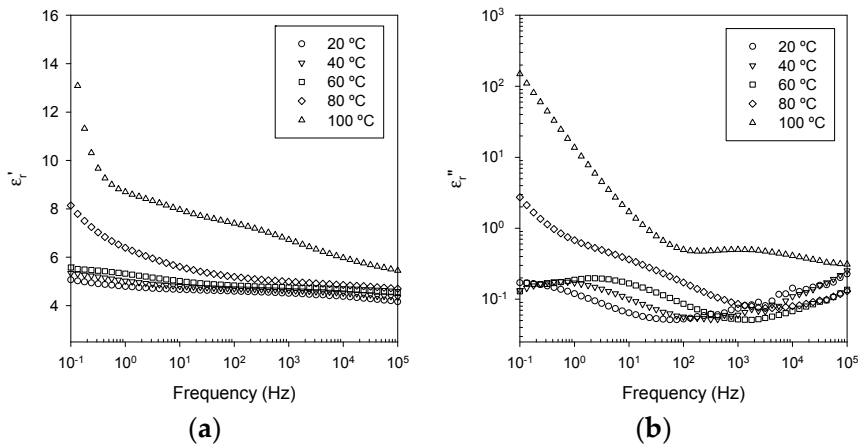 16
14
12
10
8
6
4
εr'
10-1 100 101 102 103 104 105
Frequency (Hz)
20 ºC
40 ºC
60 ºC
80 ºC
100 ºC
(a)
103
102
101
100
10-1
εr"
10-1 100 101 102 103 104 105
Frequency (Hz)
20 ºC
40 ºC
60 ºC
80 ºC
100 ºC
(b)